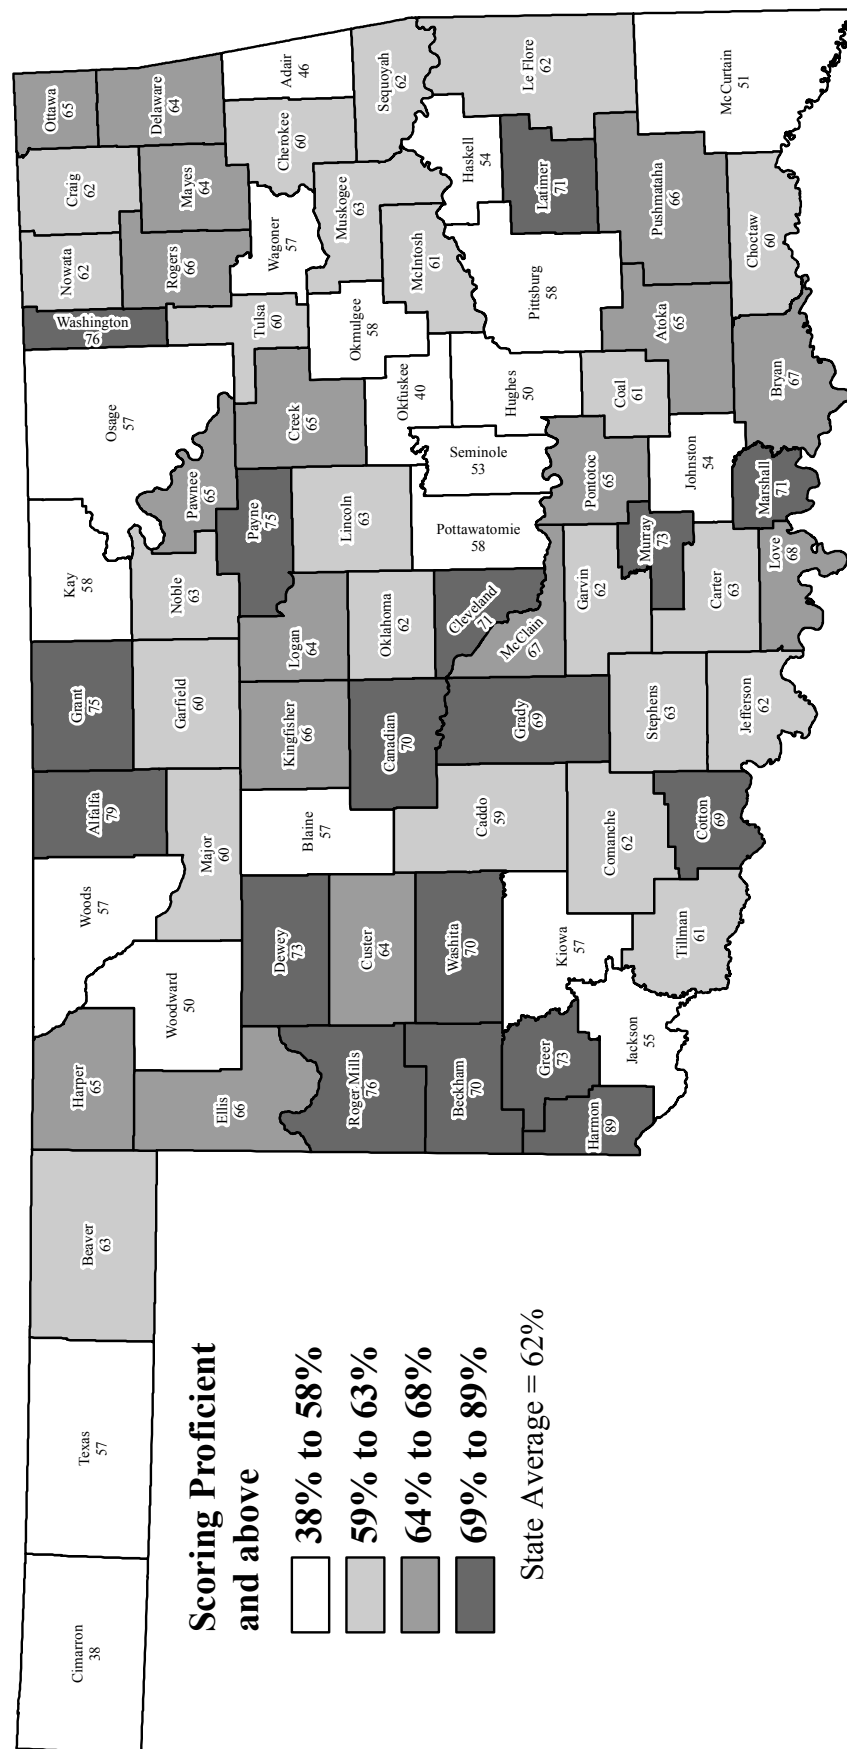 Cimarron
38
Texas
57
Beaver
63
Harper
65
Woods
57
Alfalfa
79
Grant
75
Kay
58
Osage
57
Washington
76
Nowata
62
Craig
62
Ottawa
65
Delaware
64
Mayes
64
Rogers
66
Pawnee
65
Noble
63
Garfield
60
Major
60
Woodward
50
Ellis
66
Roger Mills
76
Dewey
73
Blaine
57
Kingfisher
66
Logan
64
Payne
75
Creek
65
Tulsa
60
Wagoner
57
Cherokee
60
Adair
46
Sequoyah
62
Muskogee
63
Okmulgee
58
McIntosh
61
Okfuskee
40
Lincoln
63
Oklahoma
62
Canadian
70
Custer
64
Beckham
70
Washita
70
Caddo
59
Grady
69
McClain
67
Cleveland
71
Pottawatomie
58
Seminole
53
Hughes
50
Pittsburg
58
Haskell
54
Le Flore
62
Latimer
71
Pushmataha
66
McCurtain
51
Choctaw
60
Atoka
65
Coal
61
Pontotoc
65
Garvin
62
Murray
73
Johnston
54
Bryan
67
Marshall
71
Love
68
Carter
63
Stephens
63
Jefferson
62
Comanche
62
Cotton
69
Tillman
61
Kiowa
57
Jackson
55
Greer
73
Harmon
89
Scoring Proficient
and above
38% to 58%
59% to 63%
64% to 68%
69% to 89%
State Average = 62%